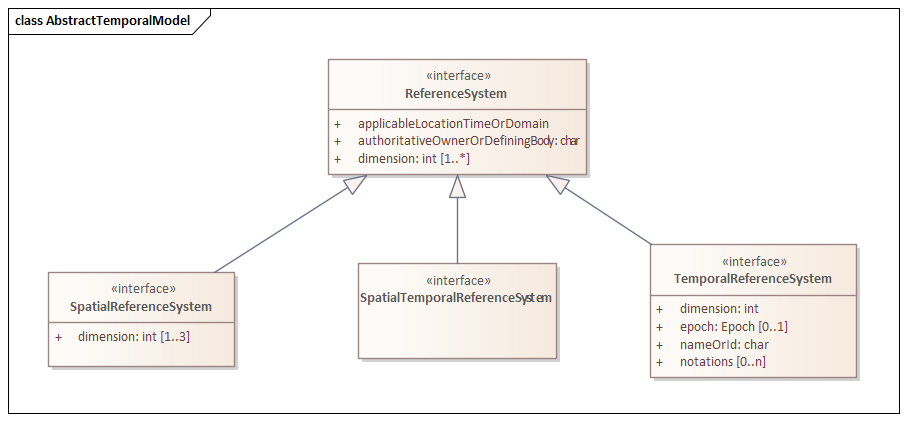 class AbstractTemporalModel
«interface»
ReferenceSystem
+ applicableLocationTimeOrDomain
+ authoritativeOwnerOrDefiningBody: char
+ dimension: int [1..*]
«interface»
SpatialReferenceSystem
+ dimension: int [1..3]
«interface»
SpatialTemporalReferenceSystem
«interface»
TemporalReferenceSystem
+ dimension: int
+ epoch: Epoch [0..1]
+ nameOrId: char
+ notations [0..n]